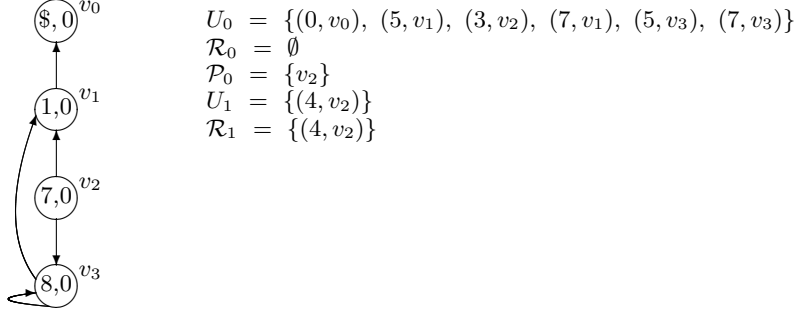 $,0 v₀
1,0 v₁
7,0 v₂
8,0 v₃
U₀ = {(0, v₀), (5, v₁), (3, v₂), (7, v₁), (5, v₃), (7, v₃)}
ℛ₀ = ∅
𝒫₀ = {v₂}
U₁ = {(4, v₂)}
ℛ₁ = {(4, v₂)}